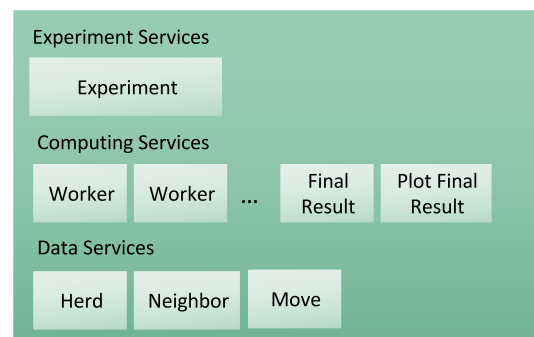 Experiment Services
Experiment
Computing Services
Worker Worker ... Final Result Plot Final Result
Data Services
Herd Neighbor Move